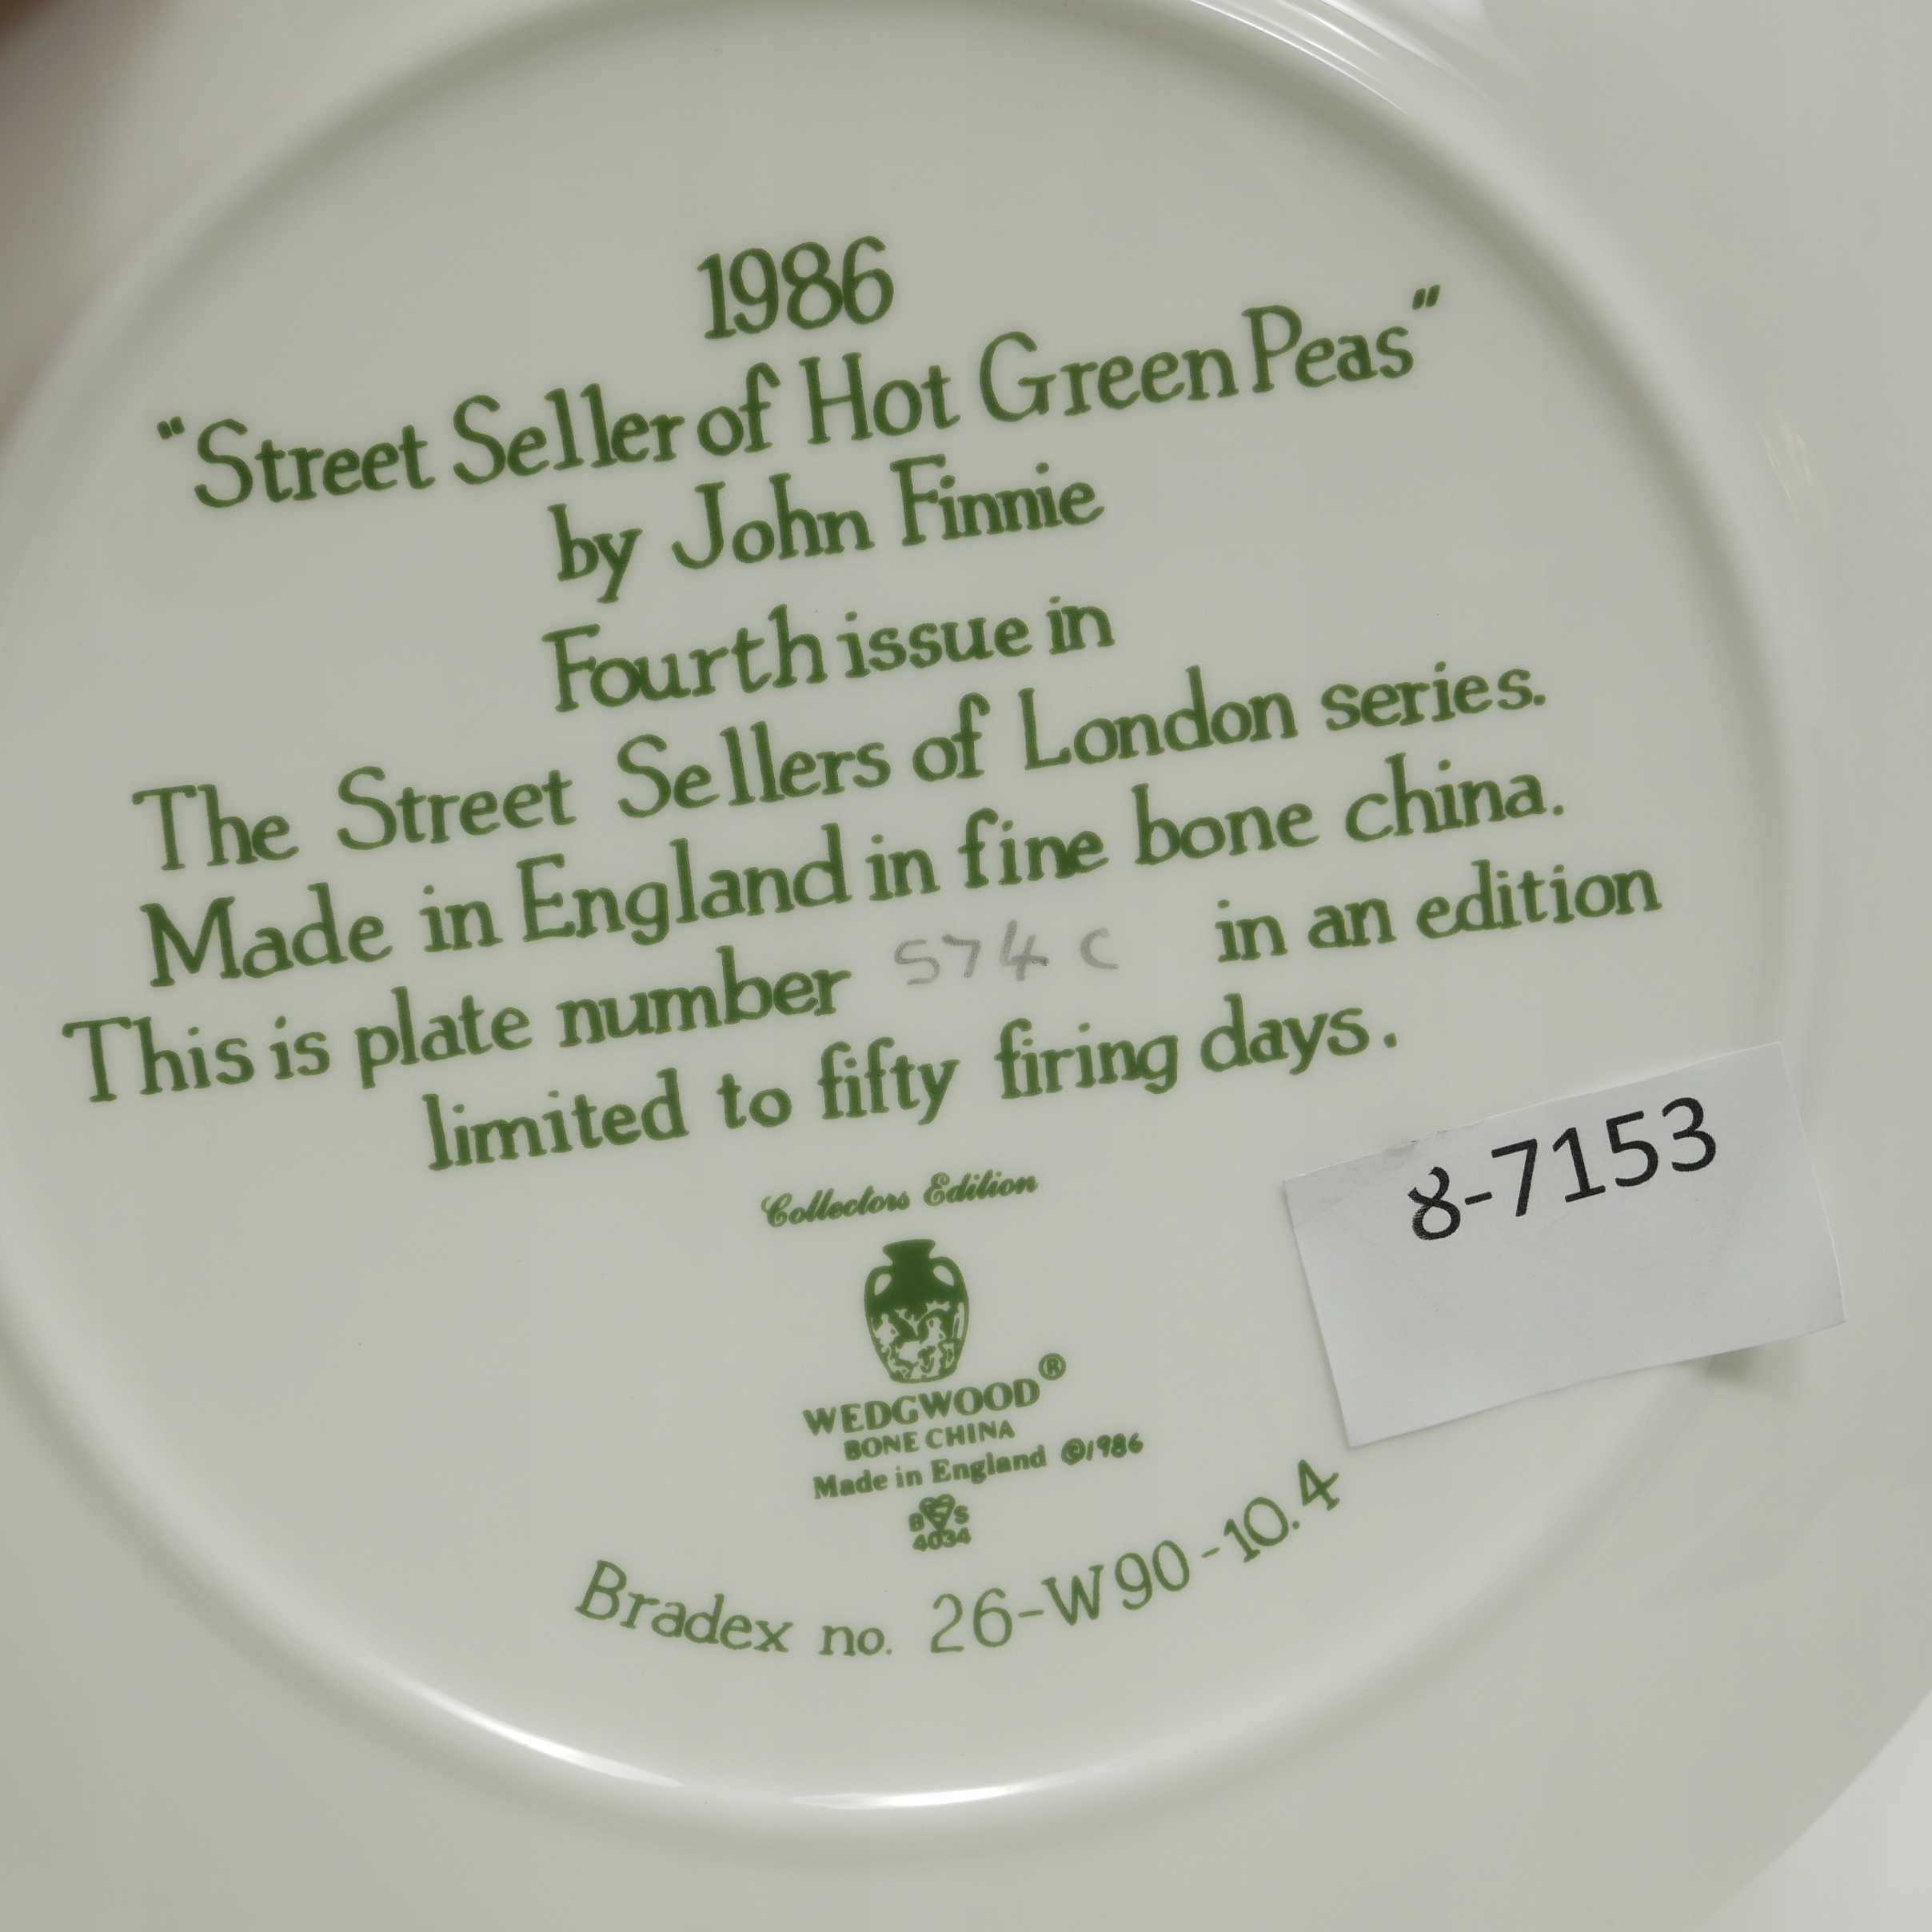 1986
"Street Seller of Hot Green Peas"
by John Finnie
Fourth issue in
The Street Sellers of London series.
Made in England in fine bone china.
This is plate number 574 C in an edition
limited to fifty firing days.
Collectors Edition
WEDGWOOD®
BONE CHINA
Made in England ©1986
BS
4034
Bradex no. 26-W90-10.4
8-7153